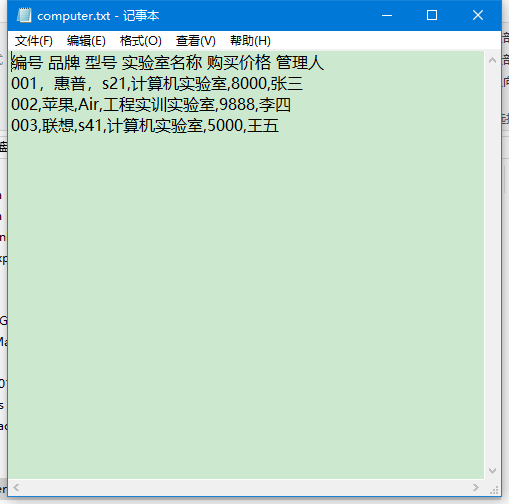 computer.txt - 记事本
文件(F) 编辑(E) 格式(O) 查看(V) 帮助(H)
编号 品牌 型号 实验室名称 购买价格 管理人
001，惠普，s21,计算机实验室,8000,张三
002,苹果,Air,工程实训实验室,9888,李四
003,联想,s41,计算机实验室,5000,王五